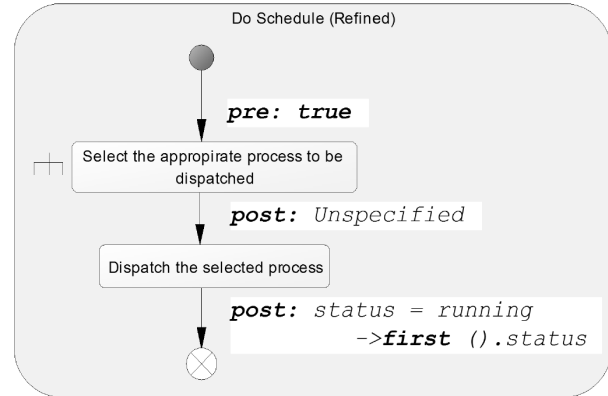 Do Schedule (Refined)
pre: true
Select the appropirate process to be
dispatched
post: Unspecified
Dispatch the selected process
post: status = running
->first ().status